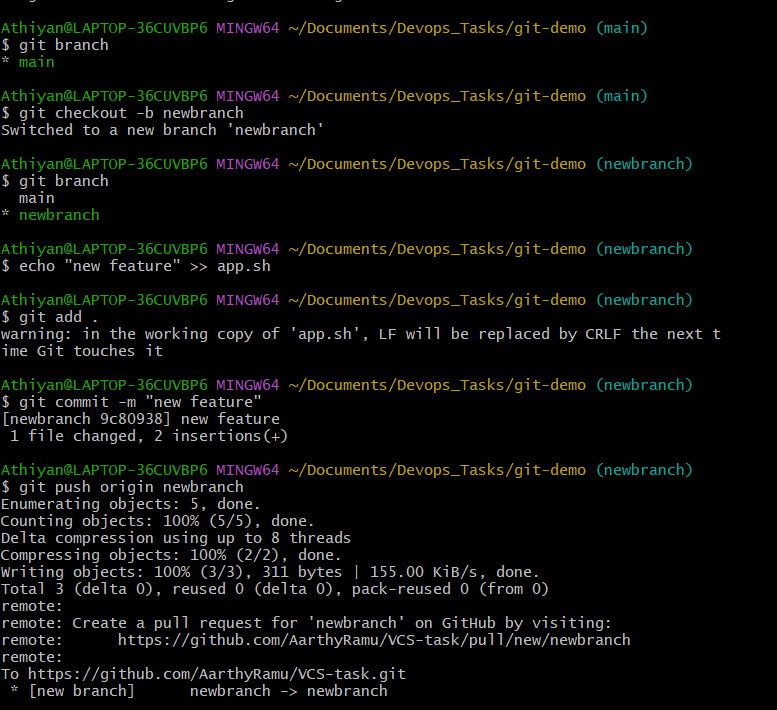 Athiyan@LAPTOP-36CUVBP6 MINGW64 ~/Documents/Devops_Tasks/git-demo (main)
$ git branch
* main
Athiyan@LAPTOP-36CUVBP6 MINGW64 ~/Documents/Devops_Tasks/git-demo (main)
$ git checkout -b newbranch
Switched to a new branch 'newbranch'
Athiyan@LAPTOP-36CUVBP6 MINGW64 ~/Documents/Devops_Tasks/git-demo (newbranch)
$ git branch
  main
* newbranch
Athiyan@LAPTOP-36CUVBP6 MINGW64 ~/Documents/Devops_Tasks/git-demo (newbranch)
$ echo "new feature" >> app.sh
Athiyan@LAPTOP-36CUVBP6 MINGW64 ~/Documents/Devops_Tasks/git-demo (newbranch)
$ git add .
warning: in the working copy of 'app.sh', LF will be replaced by CRLF the next t
ime Git touches it
Athiyan@LAPTOP-36CUVBP6 MINGW64 ~/Documents/Devops_Tasks/git-demo (newbranch)
$ git commit -m "new feature"
[newbranch 9c80938] new feature
 1 file changed, 2 insertions(+)
Athiyan@LAPTOP-36CUVBP6 MINGW64 ~/Documents/Devops_Tasks/git-demo (newbranch)
$ git push origin newbranch
Enumerating objects: 5, done.
Counting objects: 100% (5/5), done.
Delta compression using up to 8 threads
Compressing objects: 100% (2/2), done.
Writing objects: 100% (3/3), 311 bytes | 155.00 KiB/s, done.
Total 3 (delta 0), reused 0 (delta 0), pack-reused 0 (from 0)
remote:
remote: Create a pull request for 'newbranch' on GitHub by visiting:
remote:      https://github.com/AarthyRamu/VCS-task/pull/new/newbranch
remote:
To https://github.com/AarthyRamu/VCS-task.git
 * [new branch]      newbranch -> newbranch